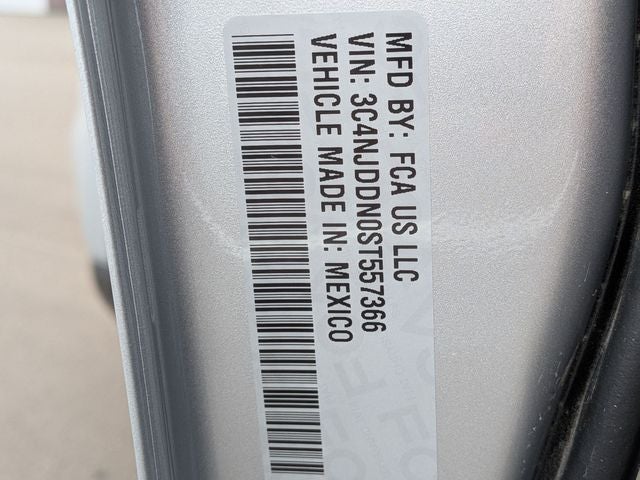 MFD BY: FCA US LLC
VIN: 3C4NJDDN0ST557366
VEHICLE MADE IN: MEXICO